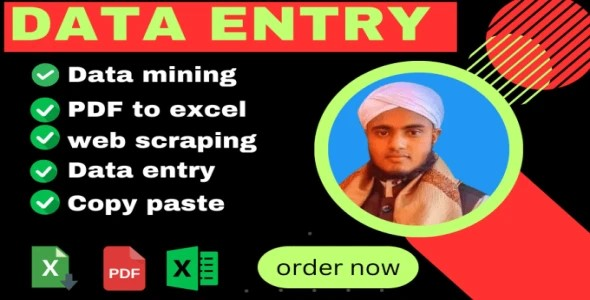 DATA ENTRY
Data mining
PDF to excel
web scraping
Data entry
Copy paste
X
PDF
X
order now